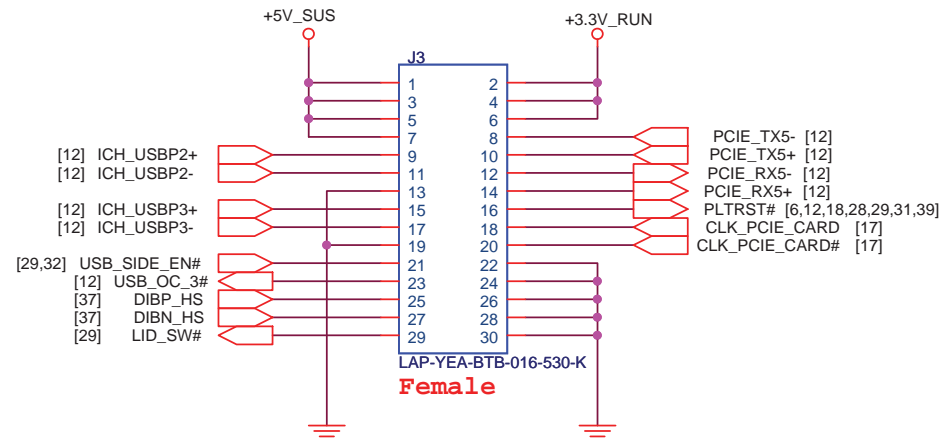 +5V_SUS
+3.3V_RUN
J3
1 2
3 4
5 6
7 8 PCIE_TX5- [12]
[12] ICH_USBP2+ 9 10 PCIE_TX5+ [12]
[12] ICH_USBP2- 11 12 PCIE_RX5- [12]
13 14 PCIE_RX5+ [12]
[12] ICH_USBP3+ 15 16 PLTRST# [6,12,18,28,29,31,39]
[12] ICH_USBP3- 17 18 CLK_PCIE_CARD [17]
19 20 CLK_PCIE_CARD# [17]
[29,32] USB_SIDE_EN# 21 22
[12] USB_OC_3# 23 24
[37] DIBP_HS 25 26
[37] DIBN_HS 27 28
[29] LID_SW# 29 30
LAP-YEA-BTB-016-530-K
Female